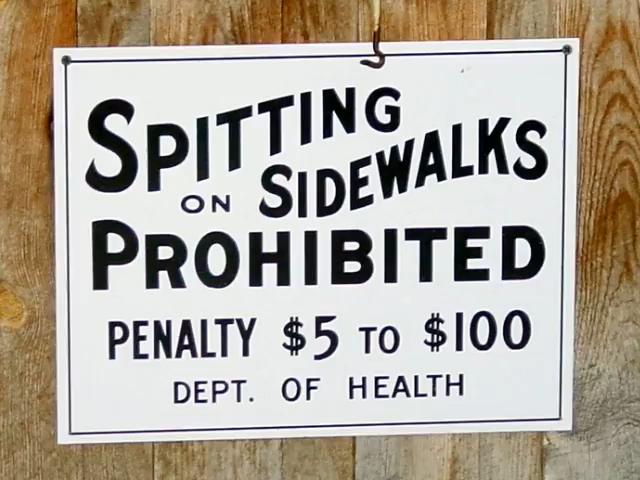 SPITTING
ON SIDEWALKS
PROHIBITED
PENALTY $5 TO $100
DEPT. OF HEALTH